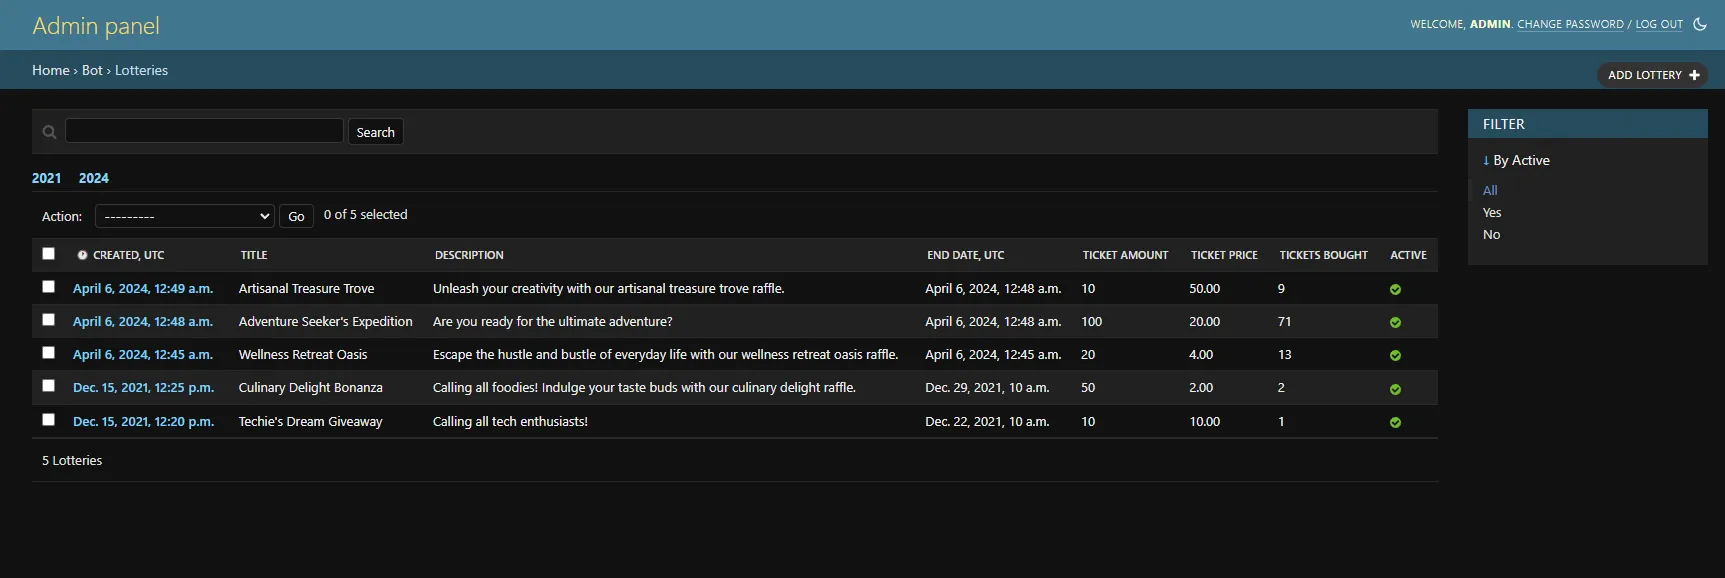 Admin panel
WELCOME, ADMIN. CHANGE PASSWORD / LOG OUT
Home › Bot › Lotteries
ADD LOTTERY +
Search
2021 2024
Action: --------- Go 0 of 5 selected
CREATED, UTC TITLE DESCRIPTION END DATE, UTC TICKET AMOUNT TICKET PRICE TICKETS BOUGHT ACTIVE
April 6, 2024, 12:49 a.m. Artisanal Treasure Trove Unleash your creativity with our artisanal treasure trove raffle. April 6, 2024, 12:48 a.m. 10 50.00 9
April 6, 2024, 12:48 a.m. Adventure Seeker's Expedition Are you ready for the ultimate adventure? April 6, 2024, 12:48 a.m. 100 20.00 71
April 6, 2024, 12:45 a.m. Wellness Retreat Oasis Escape the hustle and bustle of everyday life with our wellness retreat oasis raffle. April 6, 2024, 12:45 a.m. 20 4.00 13
Dec. 15, 2021, 12:25 p.m. Culinary Delight Bonanza Calling all foodies! Indulge your taste buds with our culinary delight raffle. Dec. 29, 2021, 10 a.m. 50 2.00 2
Dec. 15, 2021, 12:20 p.m. Techie's Dream Giveaway Calling all tech enthusiasts! Dec. 22, 2021, 10 a.m. 10 10.00 1
5 Lotteries
FILTER
↓ By Active
All
Yes
No